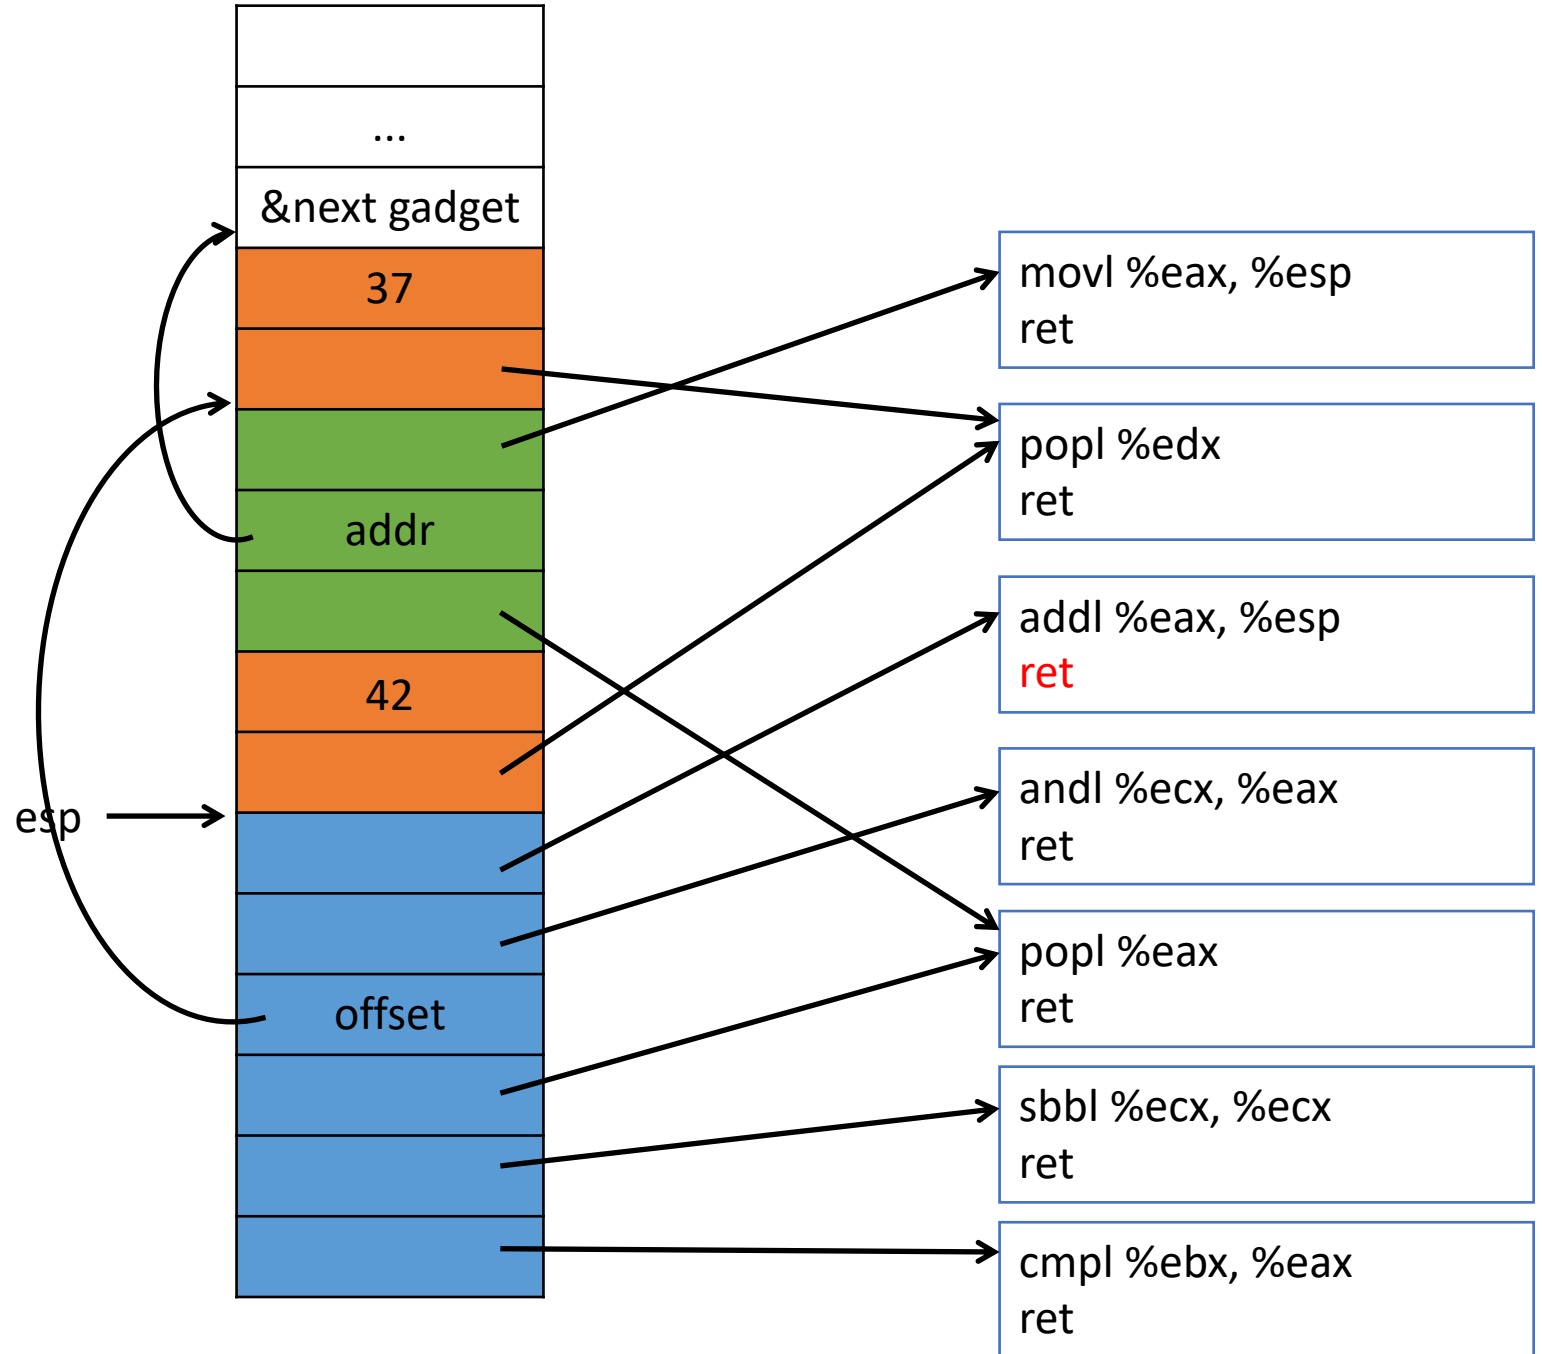 ...
&next gadget
37
addr
42
esp
offset
movl %eax, %esp
ret
popl %edx
ret
addl %eax, %esp
ret
andl %ecx, %eax
ret
popl %eax
ret
sbbl %ecx, %ecx
ret
cmpl %ebx, %eax
ret